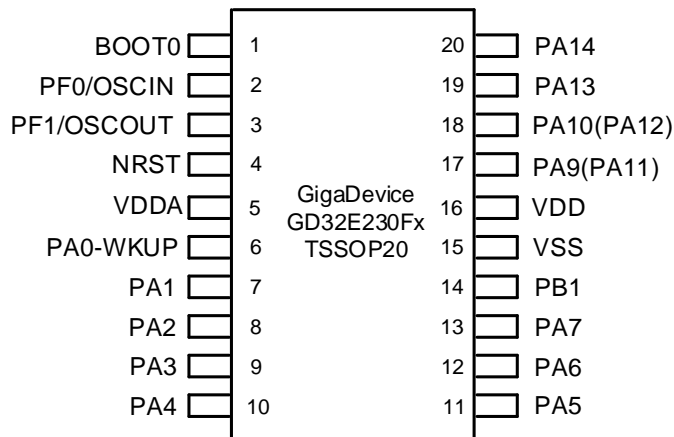 BOOT0 1 20 PA14
PF0/OSCIN 2 19 PA13
PF1/OSCOUT 3 18 PA10(PA12)
NRST 4 17 PA9(PA11)
VDDA 5 GigaDevice 16 VDD
GD32E230Fx
PA0-WKUP 6 TSSOP20 15 VSS
PA1 7 14 PB1
PA2 8 13 PA7
PA3 9 12 PA6
PA4 10 11 PA5